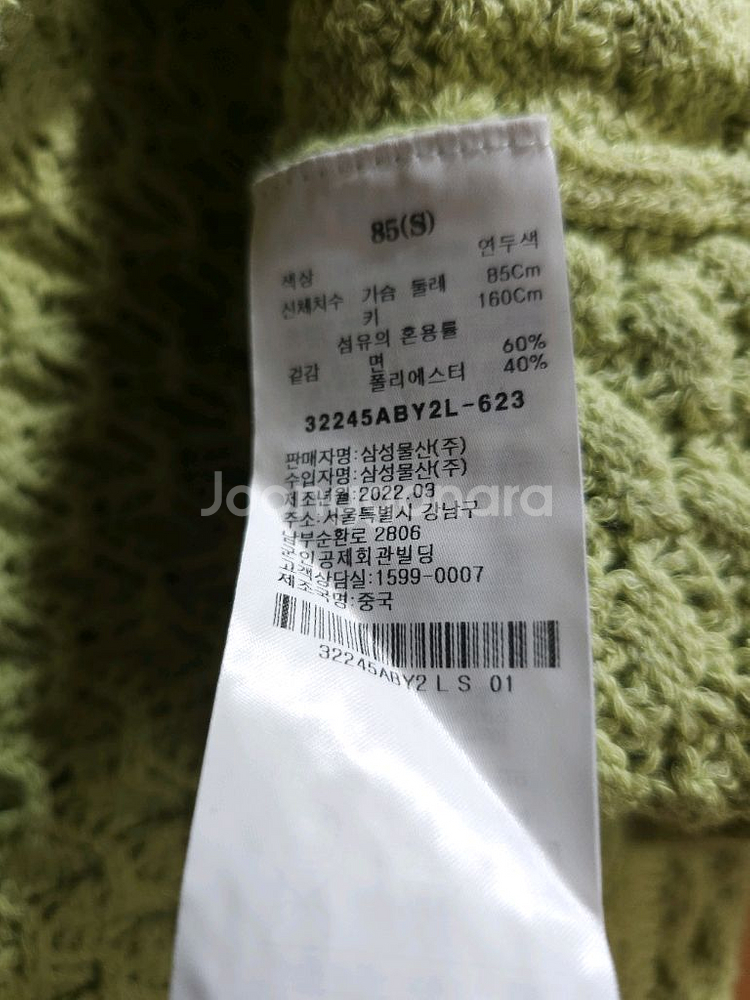 85(S)
색상 연두색
신체치수 가슴 둘레 85Cm
키 160Cm
섬유의 혼용률
겉감 면 60%
폴리에스터 40%
32245ABY2L-623
판매자명:삼성물산(주)
수입자명:삼성물산(주)
제조년월:2022.03
주소:서울특별시 강남구
남부순환로 2806
군인공제회관빌딩
고객상담실:1599-0007
제조국명:중국
32245ABY2 L S 01
Joongonara